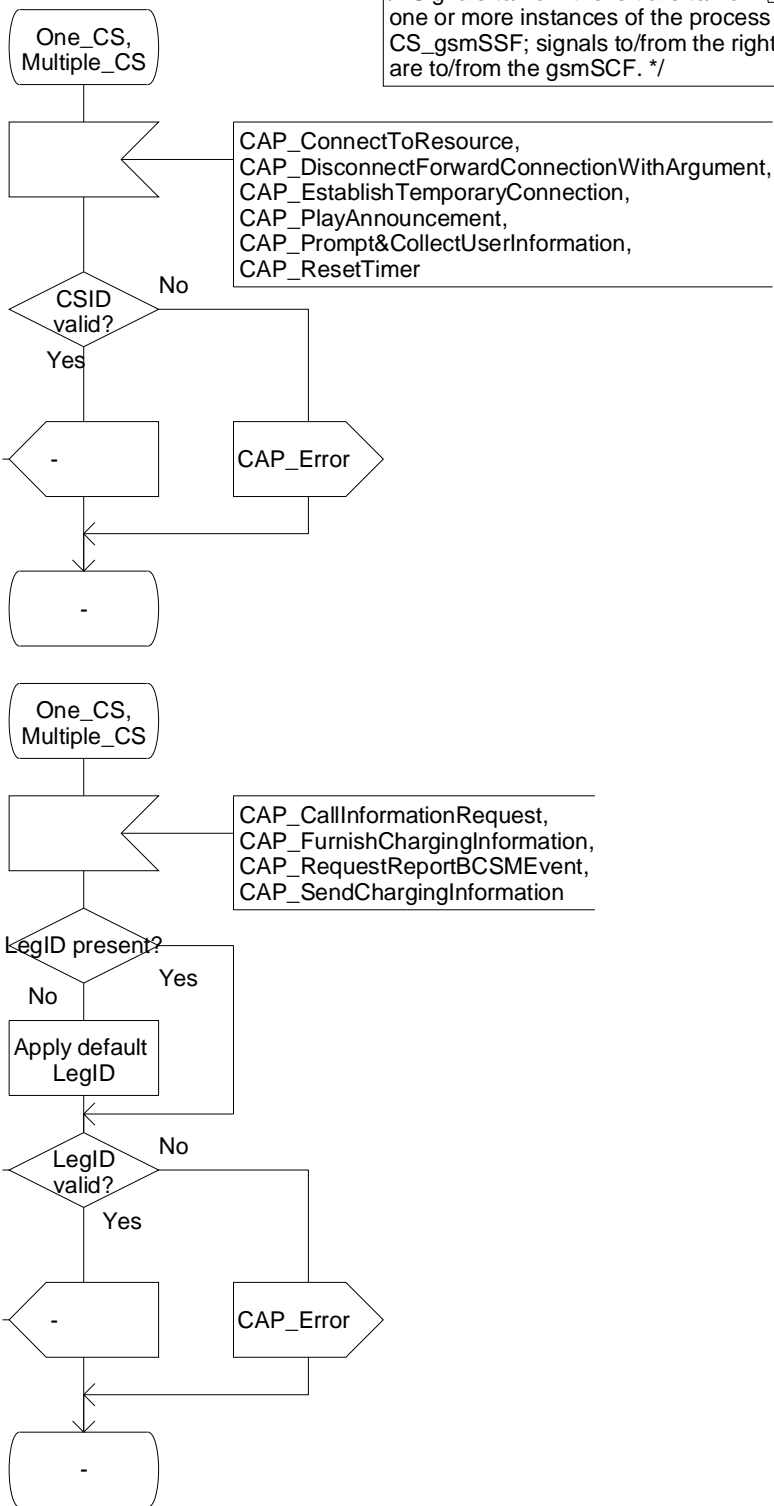 one or more instances of the process
CS_gsmSSF; signals to/from the right
are to/from the gsmSCF. */
One_CS,
Multiple_CS
CAP_ConnectToResource,
CAP_DisconnectForwardConnectionWithArgument,
CAP_EstablishTemporaryConnection,
CAP_PlayAnnouncement,
CAP_Prompt&CollectUserInformation,
CAP_ResetTimer
CSID
valid?
No
Yes
-
CAP_Error
-
One_CS,
Multiple_CS
CAP_CallInformationRequest,
CAP_FurnishChargingInformation,
CAP_RequestReportBCSMEvent,
CAP_SendChargingInformation
LegID present?
Yes
No
Apply default
LegID
LegID
valid?
No
Yes
-
CAP_Error
-